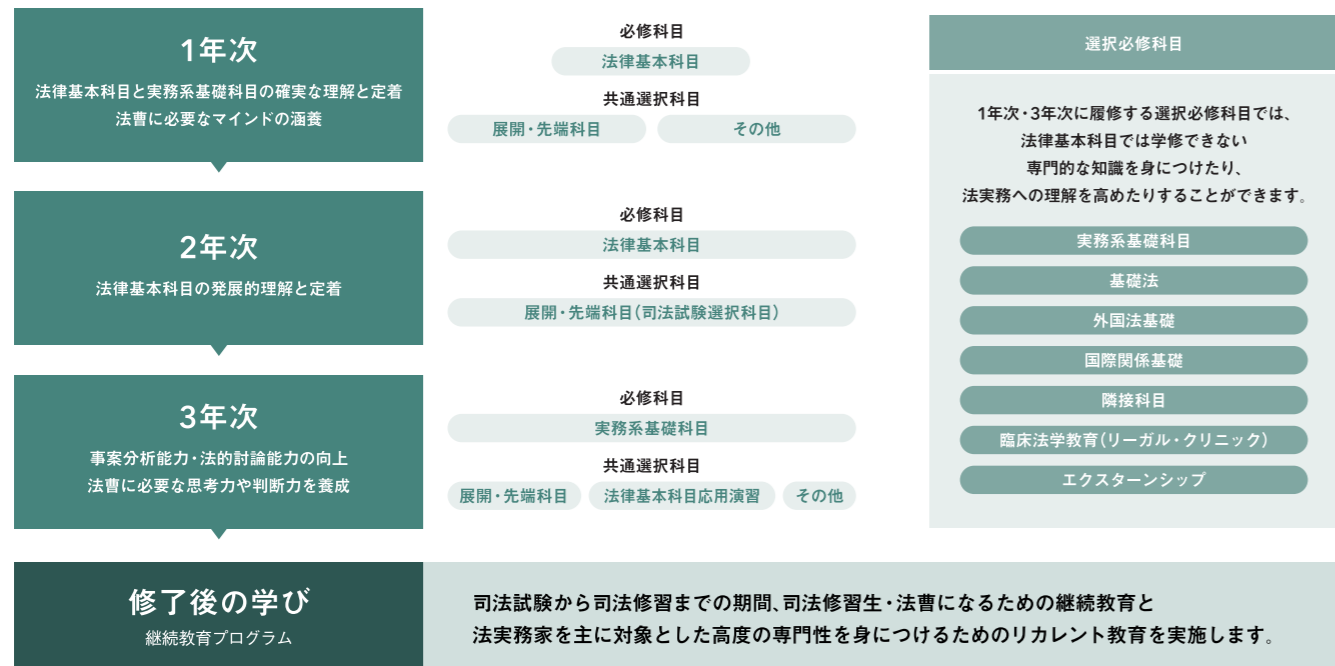 1年次
法律基本科目と実務系基礎科目の確実な理解と定着
法曹に必要なマインドの涵養
必修科目
法律基本科目
共通選択科目
展開・先端科目
その他
2年次
法律基本科目の発展的理解と定着
必修科目
法律基本科目
共通選択科目
展開・先端科目(司法試験選択科目)
3年次
事案分析能力・法的討論能力の向上
法曹に必要な思考力や判断力を養成
必修科目
実務系基礎科目
共通選択科目
展開・先端科目
法律基本科目応用演習
その他
選択必修科目
1年次・3年次に履修する選択必修科目では、
法律基本科目では学修できない
専門的な知識を身につけたり、
法実務への理解を高めたりすることができます。
実務系基礎科目
基礎法
外国法基礎
国際関係基礎
隣接科目
臨床法学教育(リーガル・クリニック)
エクスターンシップ
修了後の学び
継続教育プログラム
司法試験から司法修習までの期間、司法修習生・法曹になるための継続教育と
法実務家を主に対象とした高度の専門性を身につけるためのリカレント教育を実施します。